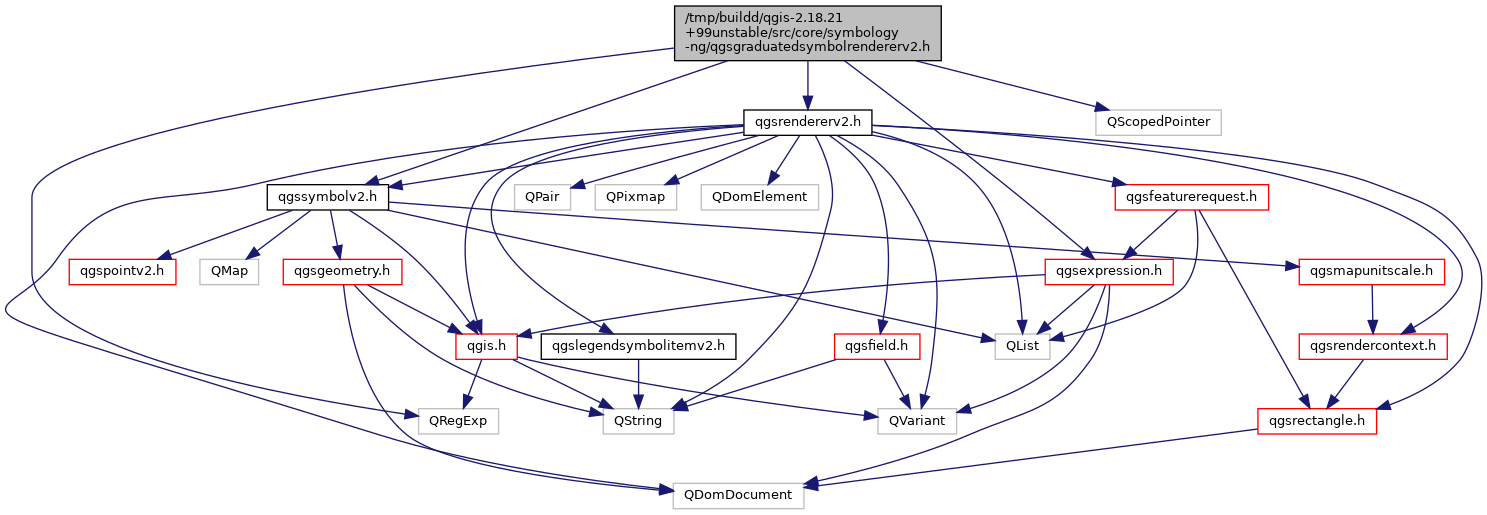 /tmp/buildd/qgis-2.18.21
+99unstable/src/core/symbology
-ng/qgsgraduatedsymbolrendererv2.h
qgsrendererv2.h
QScopedPointer
qgssymbolv2.h
QPair
QPixmap
QDomElement
qgsfeaturerequest.h
qgspointv2.h
QMap
qgsgeometry.h
qgsexpression.h
qgsmapunitscale.h
qgis.h
qgslegendsymbolitemv2.h
qgsfield.h
QList
qgsrendercontext.h
QRegExp
QString
QVariant
qgsrectangle.h
QDomDocument